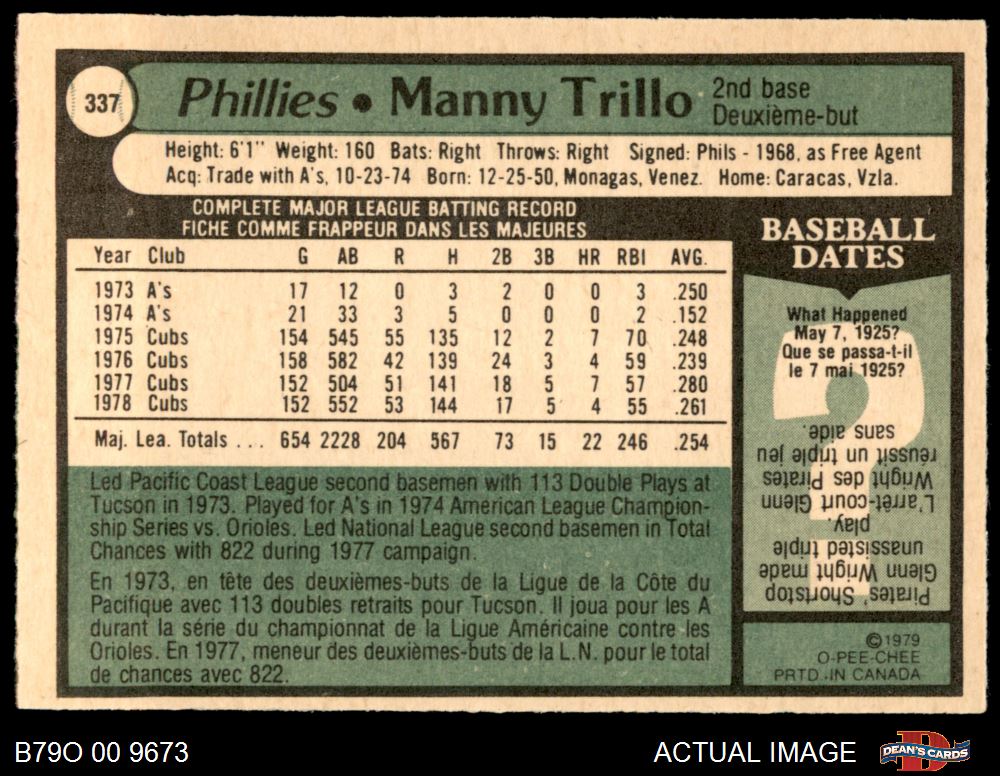 337
Phillies • Manny Trillo 2nd base
Deuxième-but
Height: 6'1" Weight: 160 Bats: Right Throws: Right Signed: Phils - 1968, as Free Agent
Acq: Trade with A's, 10-23-74 Born: 12-25-50, Monagas, Venez. Home: Caracas, Vzla.
COMPLETE MAJOR LEAGUE BATTING RECORD
FICHE COMME FRAPPEUR DANS LES MAJEURES
Year Club G AB R H 2B 3B HR RBI AVG.
1973 A's 17 12 0 3 2 0 0 3 .250
1974 A's 21 33 3 5 0 0 0 2 .152
1975 Cubs 154 545 55 135 12 2 7 70 .248
1976 Cubs 158 582 42 139 24 3 4 59 .239
1977 Cubs 152 504 51 141 18 5 7 57 .280
1978 Cubs 152 552 53 144 17 5 4 55 .261
Maj. Lea. Totals . . . 654 2228 204 567 73 15 22 246 .254
Led Pacific Coast League second basemen with 113 Double Plays at
Tucson in 1973. Played for A's in 1974 American League Champion-
ship Series vs. Orioles. Led National League second basemen in Total
Chances with 822 during 1977 campaign.
En 1973, en tête des deuxièmes-buts de la Ligue de la Côte du
Pacifique avec 113 doubles retraits pour Tucson. Il joua pour les A
durant la série du championnat de la Ligue Américaine contre les
Orioles. En 1977, meneur des deuxièmes-buts de la L.N. pour le total
de chances avec 822.
BASEBALL
DATES
What Happened
May 7, 1925?
Que se passa-t-il
le 7 mai 1925?
Pirates' Shortstop
Glenn Wright made
unassisted triple
play.
L'arrêt-court Glenn
Wright des Pirates
réussit un triple jeu
sans aide.
©1979
O-PEE-CHEE
PRTD. IN CANADA
B79O 00 9673
ACTUAL IMAGE
DEAN'S CARDS